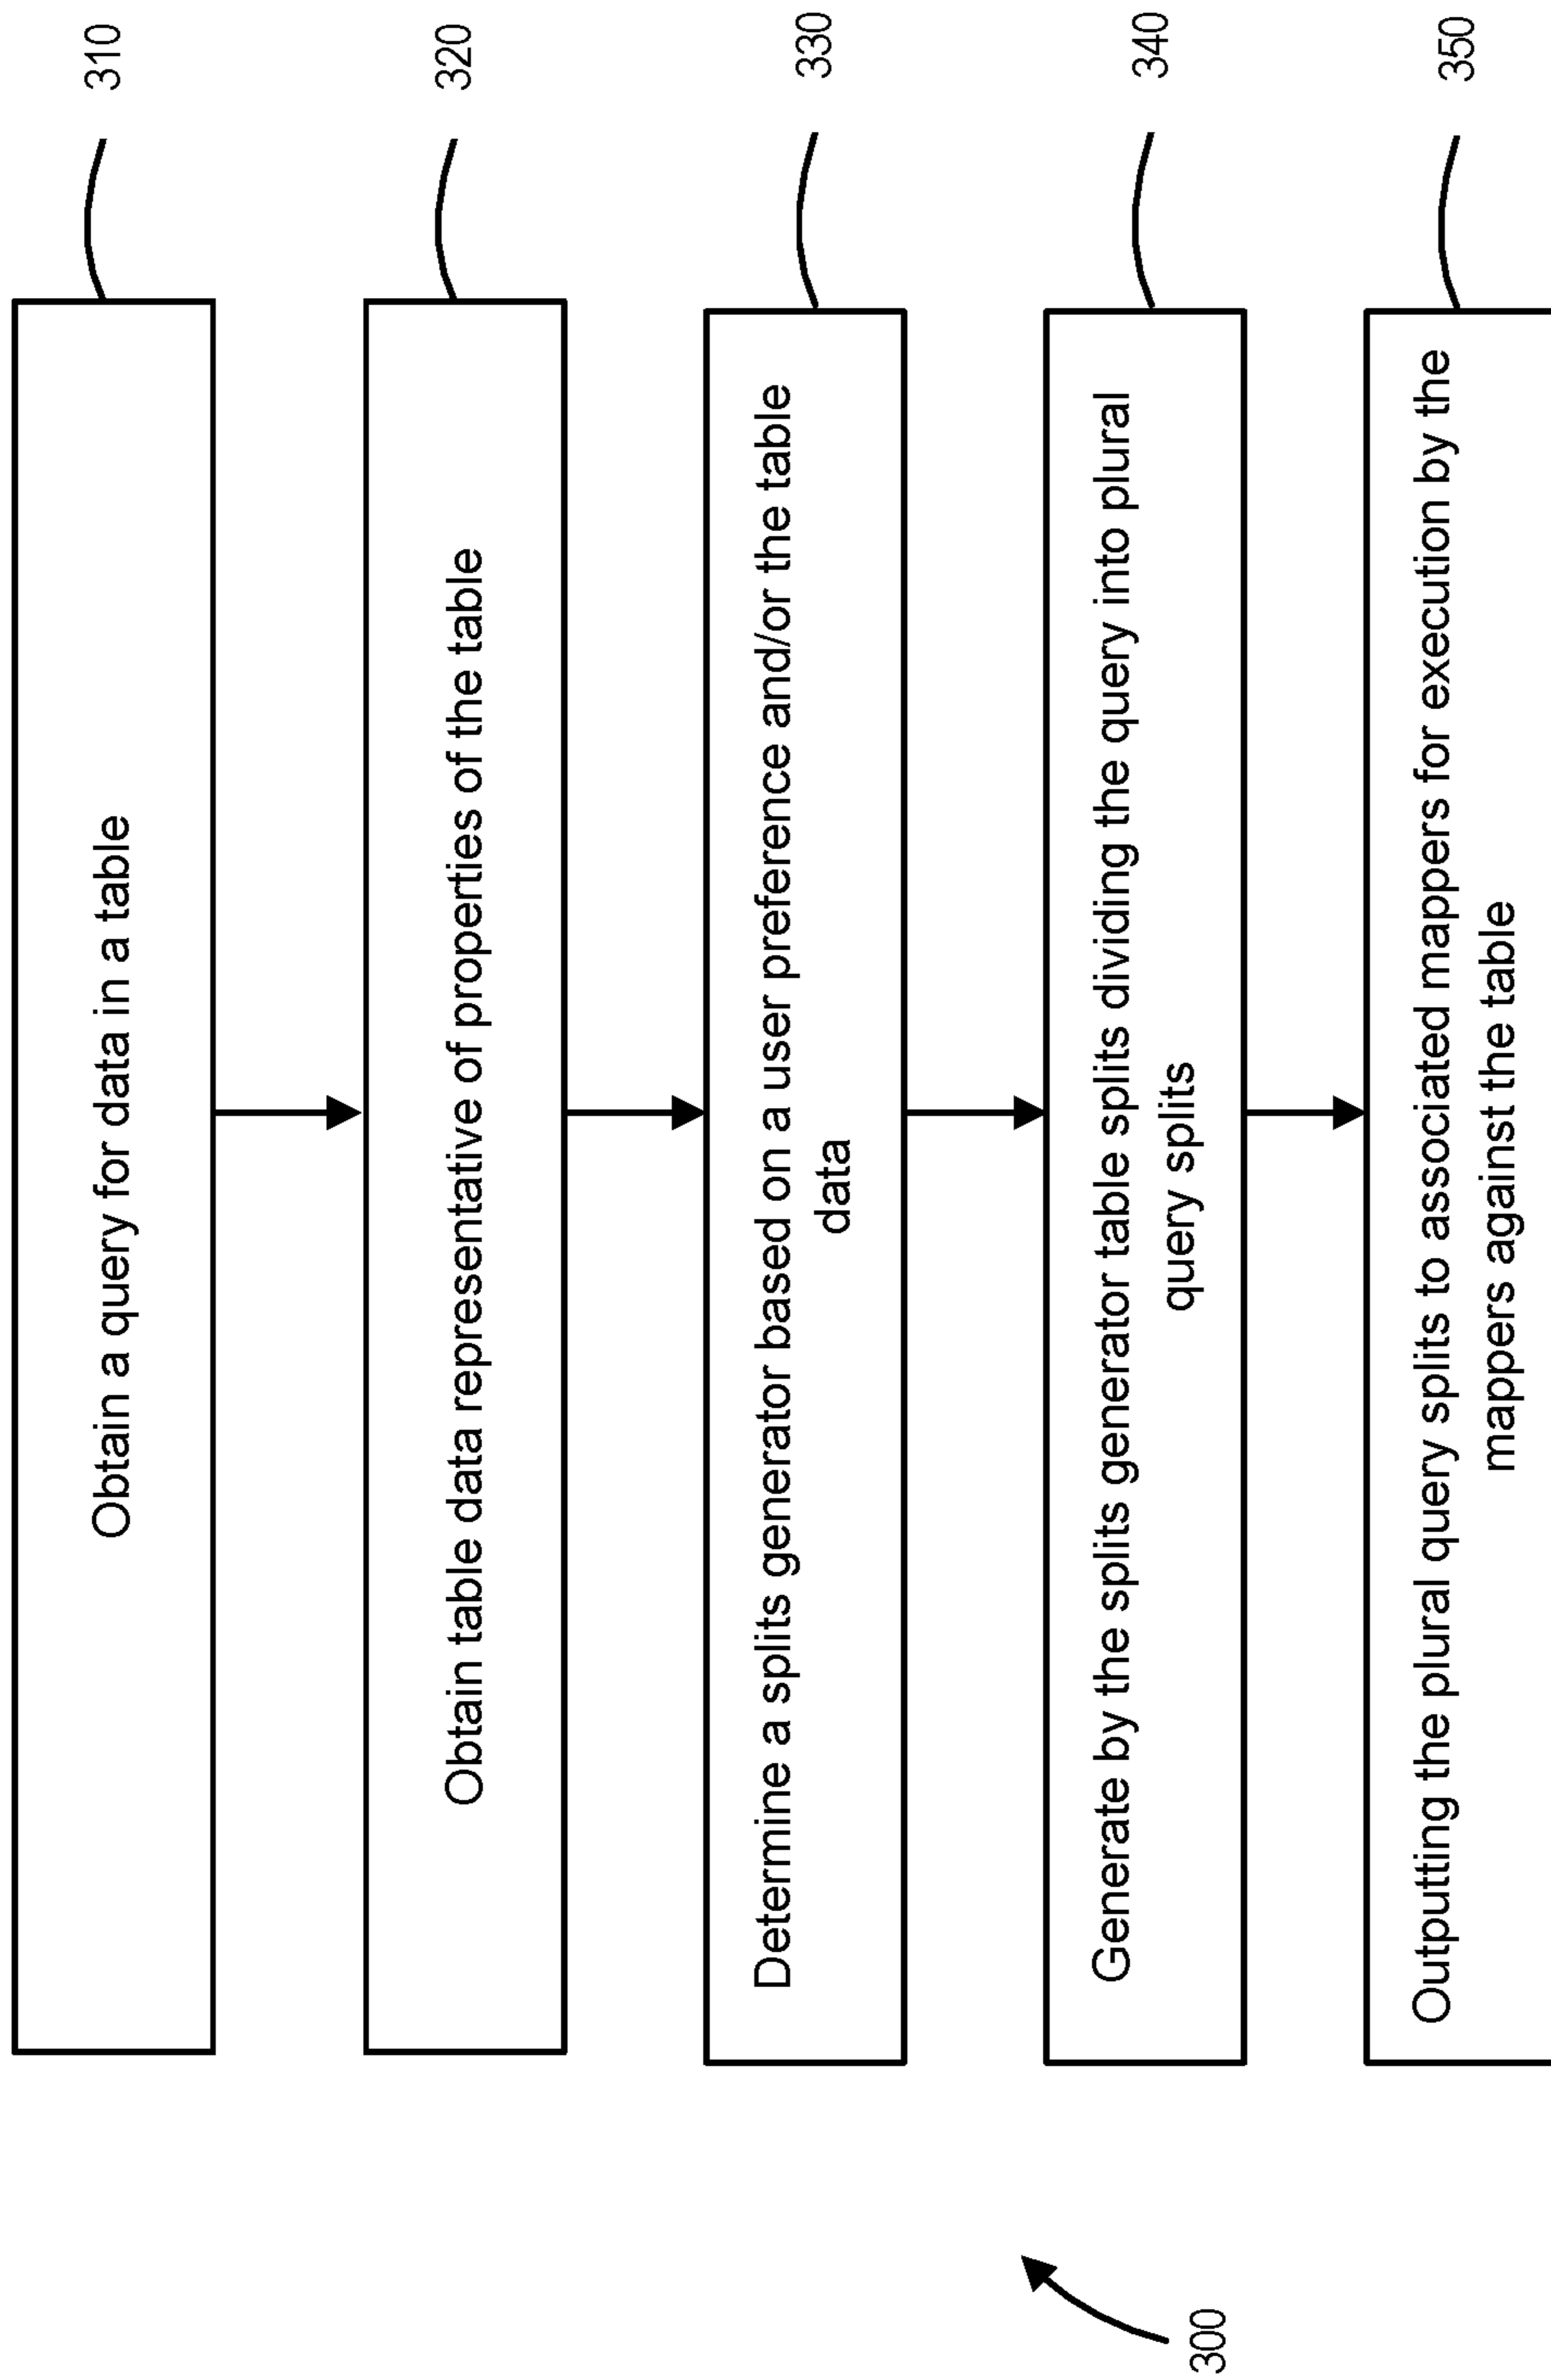 Obtain a query for data in a table
310
Obtain table data representative of properties of the table
320
Determine a splits generator based on a user preference and/or the table
data
330
Generate by the splits generator table splits dividing the query into plural
query splits
340
Outputting the plural query splits to associated mappers for execution by the
mappers against the table
350
300